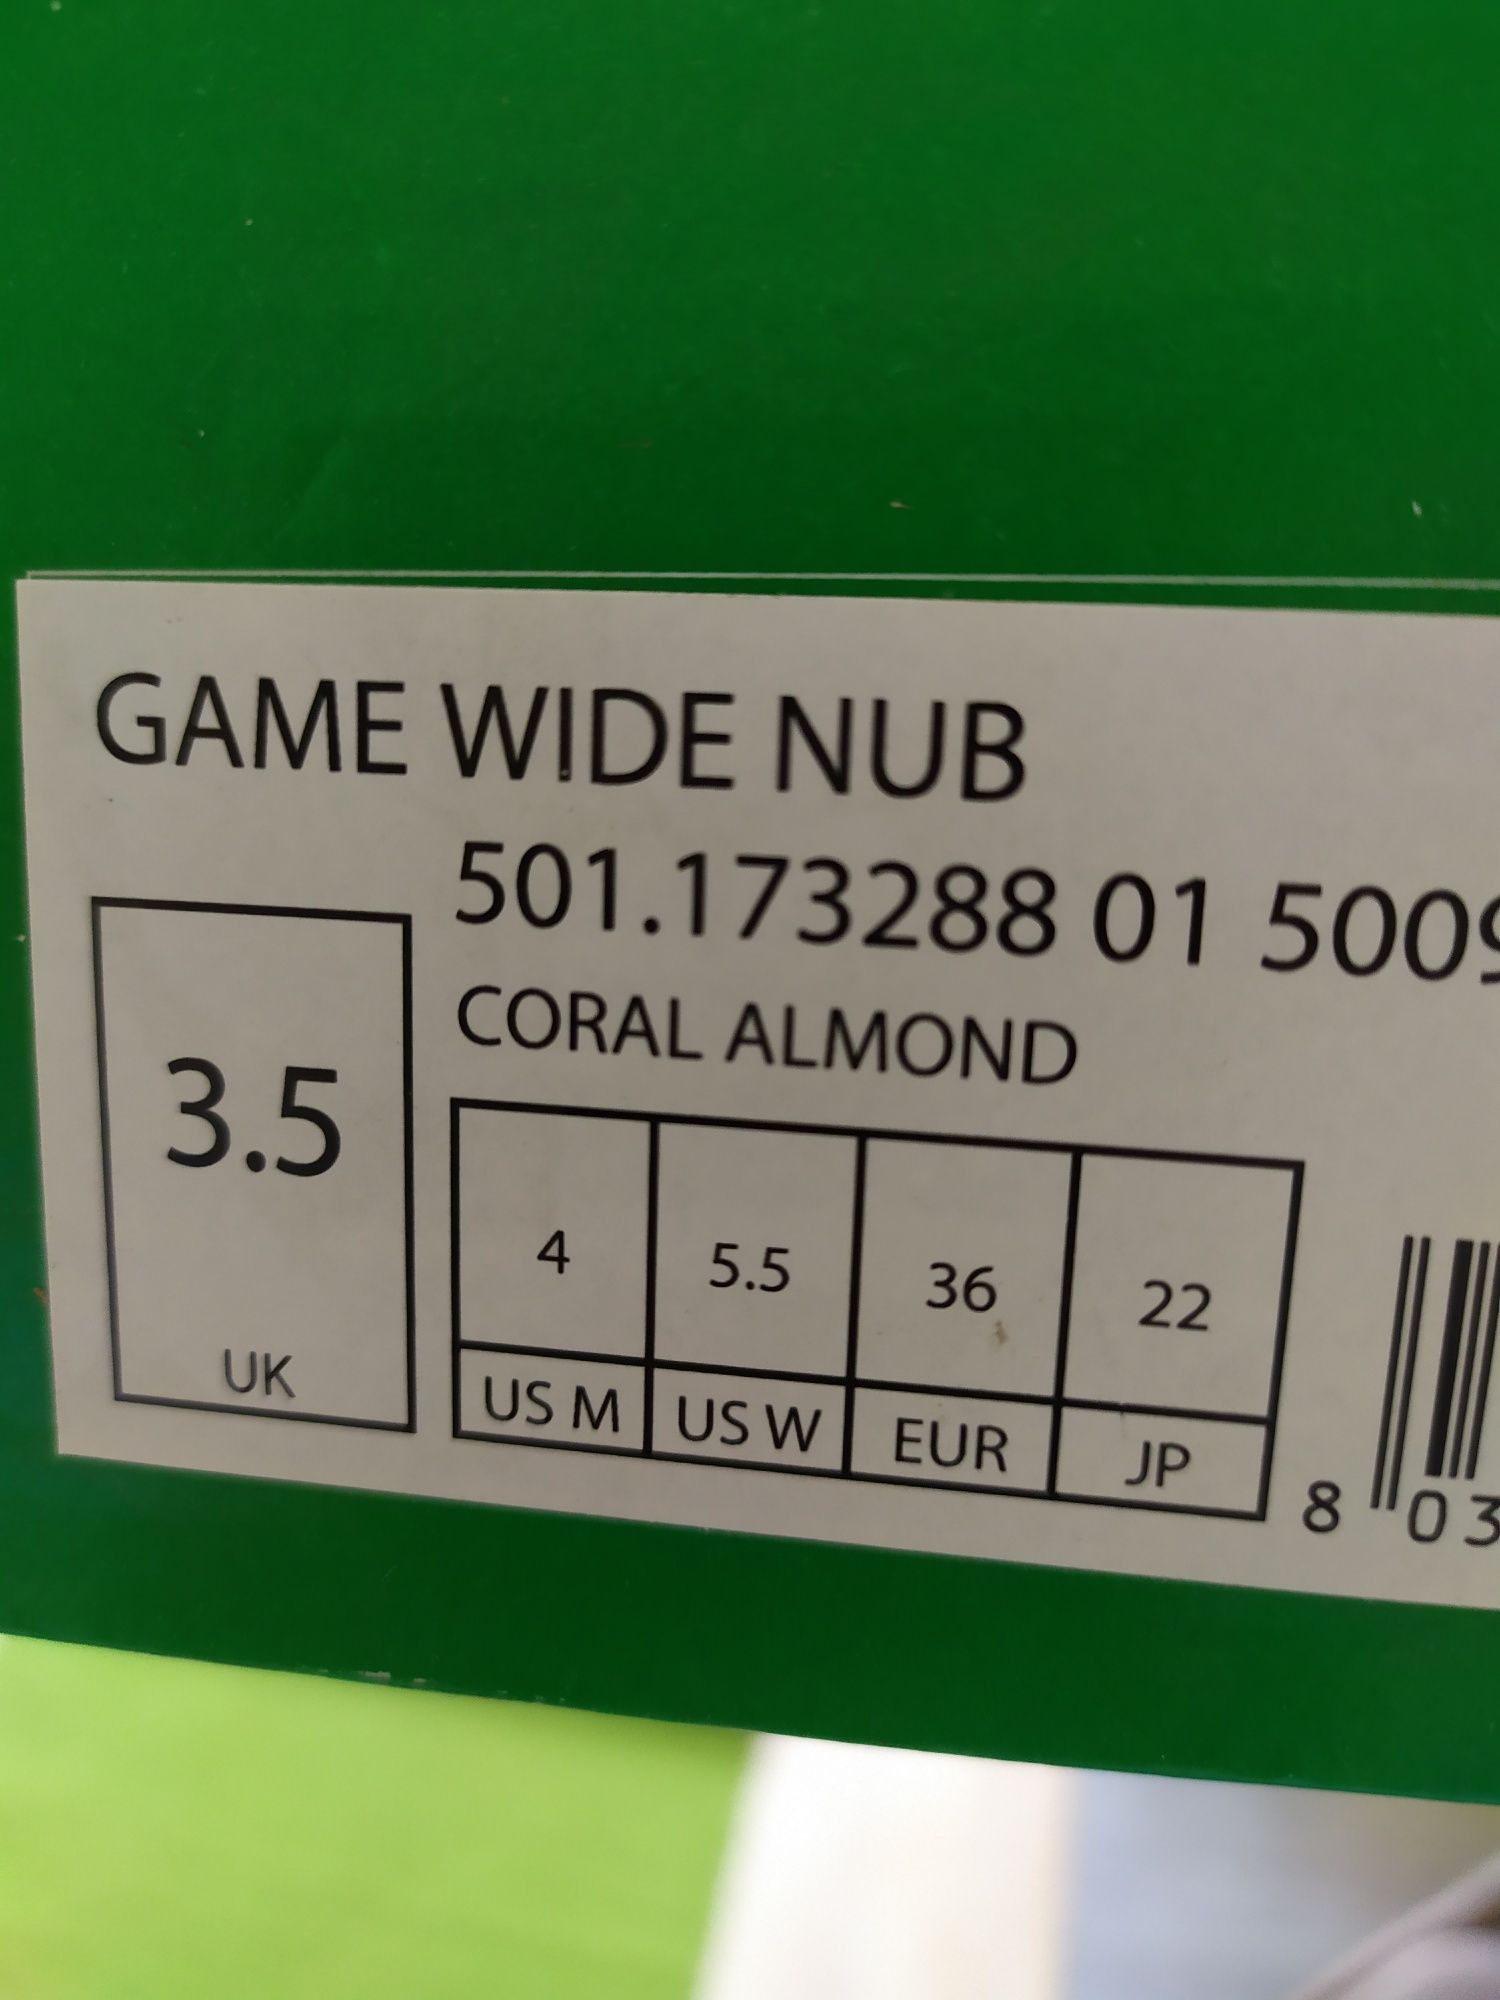 GAME WIDE NUB
501.173288 01 5009
CORAL ALMOND
3.5
UK
4 5.5 36 22
US M US W EUR JP
8 03